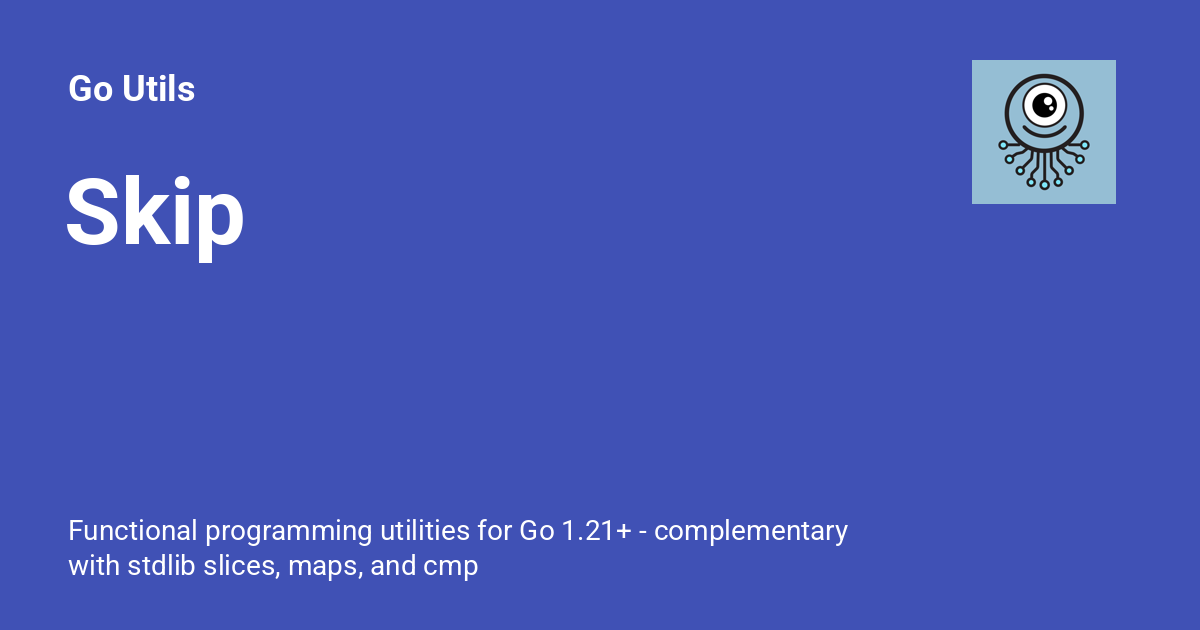 Go Utils
Skip
Functional programming utilities for Go 1.21+ - complementary
with stdlib slices, maps, and cmp